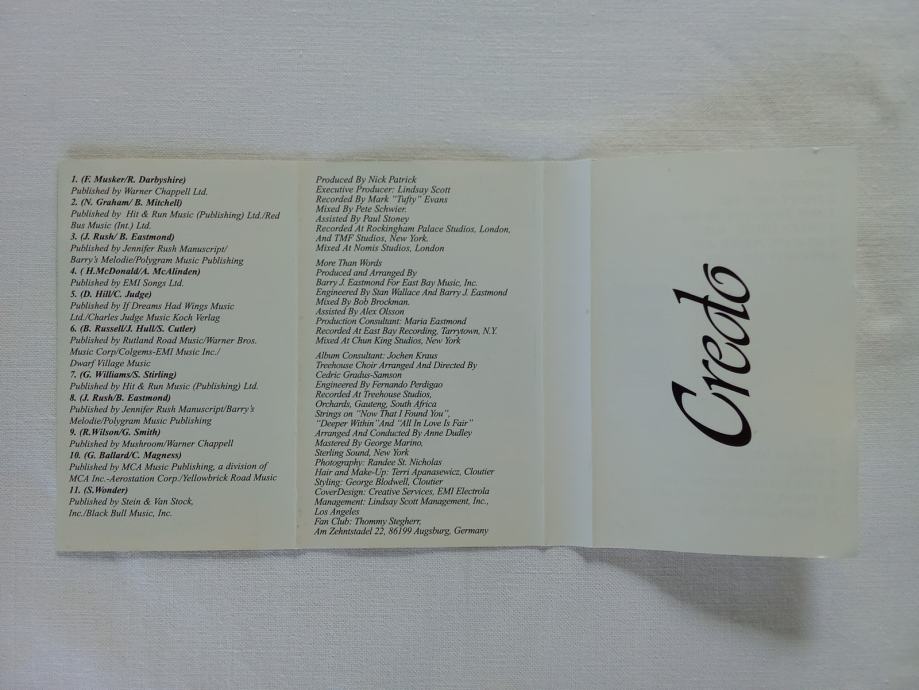 1. (F. Musker/R. Darbyshire)
Published by Warner Chappell Ltd.
2. (N. Graham/ B. Mitchell)
Published by Hit & Run Music (Publishing) Ltd./Red
Bus Music (Int.) Ltd.
3. (J. Rush/ B. Eastmond)
Published by Jennifer Rush Manuscript/
Barry's Melodie/Polygram Music Publishing
4. ( H.McDonald/A. McAlinden)
Published by EMI Songs Ltd.
5. (D. Hill/C. Judge)
Published by If Dreams Had Wings Music
Ltd./Charles Judge Music Koch Verlag
6. (B. Russell/J. Hull/S. Cutler)
Published by Rutland Road Music/Warner Bros.
Music Corp/Colgems-EMI Music Inc./
Dwarf Village Music
7. (G. Williams/S. Stirling)
Published by Hit & Run Music (Publishing) Ltd.
8. (J. Rush/B. Eastmond)
Published by Jennifer Rush Manuscript/Barry's
Melodie/Polygram Music Publishing
9. (R.Wilson/G. Smith)
Published by Mushroom/Warner Chappell
10. (G. Ballard/C. Magness)
Published by MCA Music Publishing, a division of
MCA Inc.-Aerostation Corp./Yellowbrick Road Music
11. (S.Wonder)
Published by Stein & Van Stock,
Inc./Black Bull Music, Inc.
Produced By Nick Patrick
Executive Producer: Lindsay Scott
Recorded By Mark "Tufty" Evans
Mixed By Pete Schwier.
Assisted By Paul Stoney
Recorded At Rockingham Palace Studios, London,
And TMF Studios, New York.
Mixed At Nomis Studios, London
More Than Words
Produced and Arranged By
Barry J. Eastmond For East Bay Music, Inc.
Engineered By Stan Wallace And Barry J. Eastmond
Mixed By Bob Brockman.
Assisted By Alex Olsson
Production Consultant: Maria Eastmond
Recorded At East Bay Recording, Tarrytown, N.Y.
Mixed At Chun King Studios, New York
Album Consultant: Jochen Kraus
Treehouse Choir Arranged And Directed By
Cedric Gradus-Samson
Engineered By Fernando Perdigao
Recorded At Treehouse Studios,
Orchards, Gauteng, South Africa
Strings on "Now That I Found You",
"Deeper Within"And "All In Love Is Fair"
Arranged And Conducted By Anne Dudley
Mastered By George Marino,
Sterling Sound, New York
Photography: Randee St. Nicholas
Hair and Make-Up: Terri Apanasewicz, Cloutier
Styling: George Blodwell, Cloutier
CoverDesign: Creative Services, EMI Electrola
Management: Lindsay Scott Management, Inc.,
Los Angeles
Fan Club: Thommy Stegherr,
Am Zehntstadel 22, 86199 Augsburg, Germany
Credo